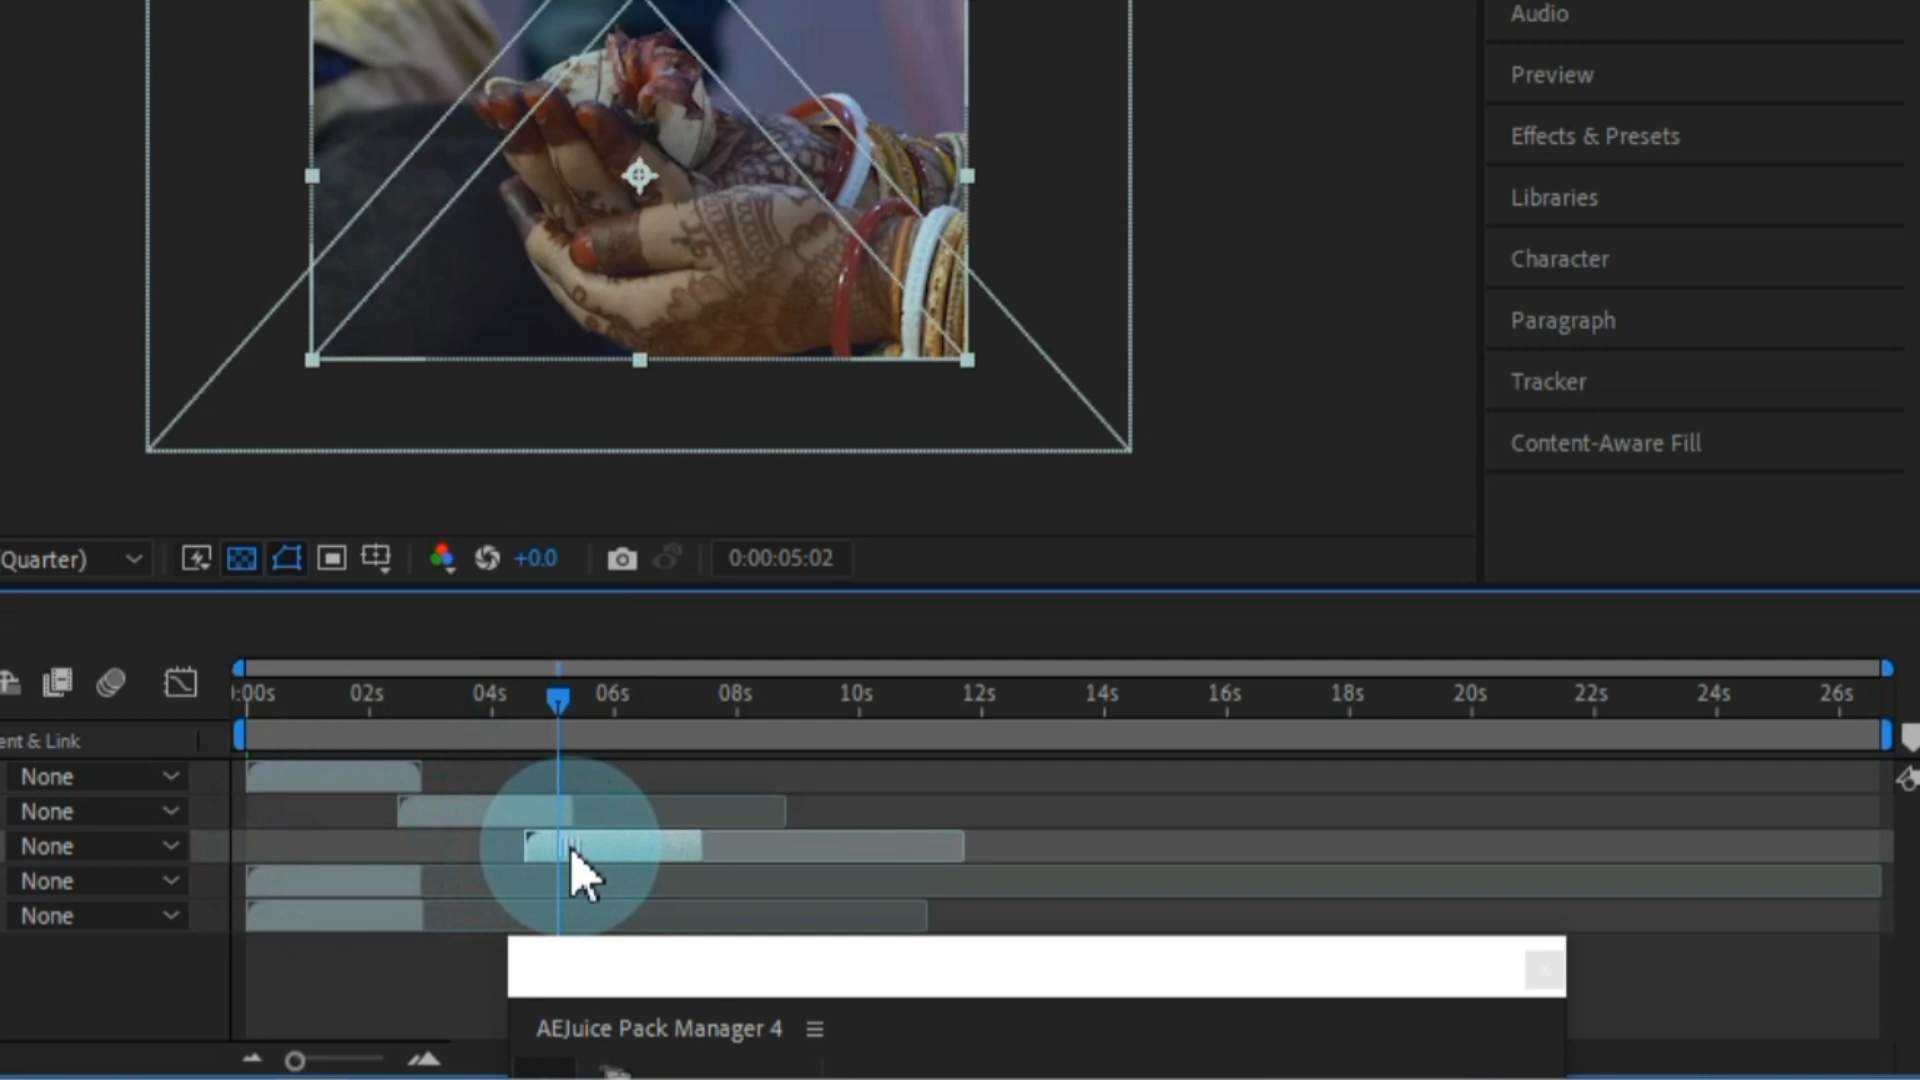 Audio
Preview
Effects & Presets
Libraries
Character
Paragraph
Tracker
Content-Aware Fill
(Quarter) +0.0 0:00:05:02
):00s 02s 04s 06s 08s 10s 12s 14s 16s 18s 20s 22s 24s 26s
ent & Link
None
None
None
None
None
AEJuice Pack Manager 4